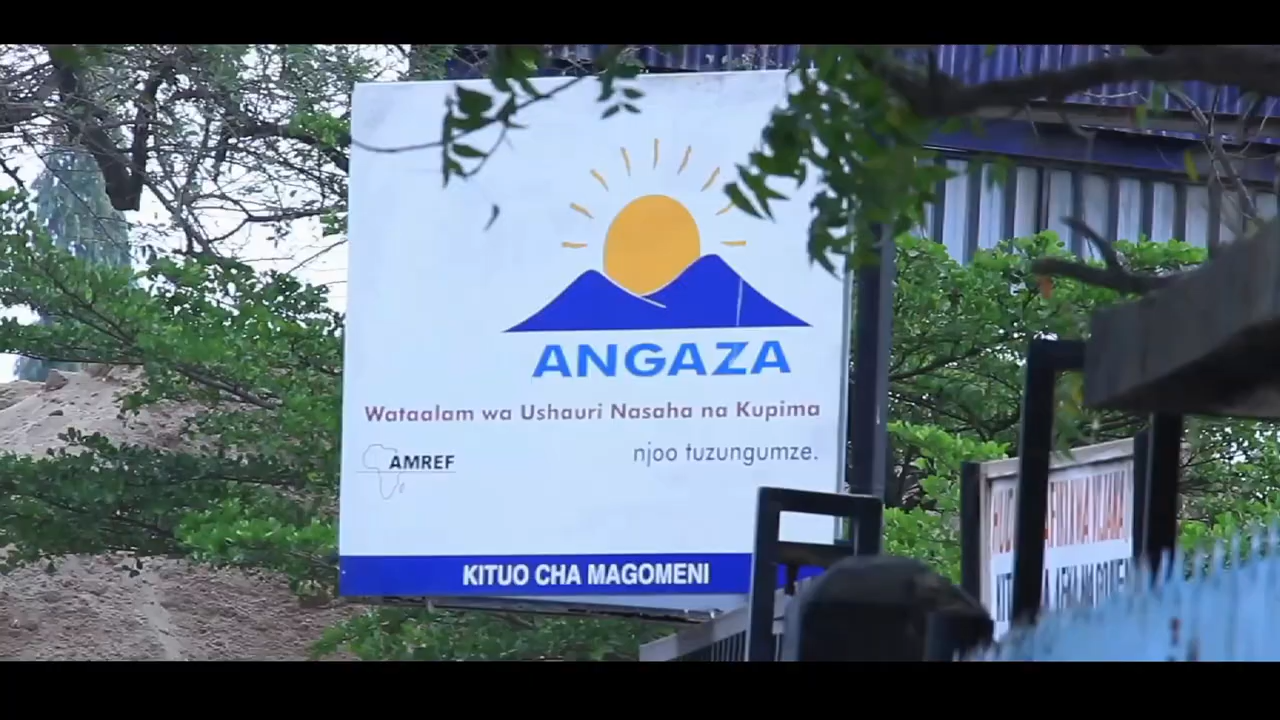 ANGAZA
Wataalam wa Ushauri Nasaha na Kupima
AMREF
njoo tuzungumze.
KITUO CHA MAGOMENI